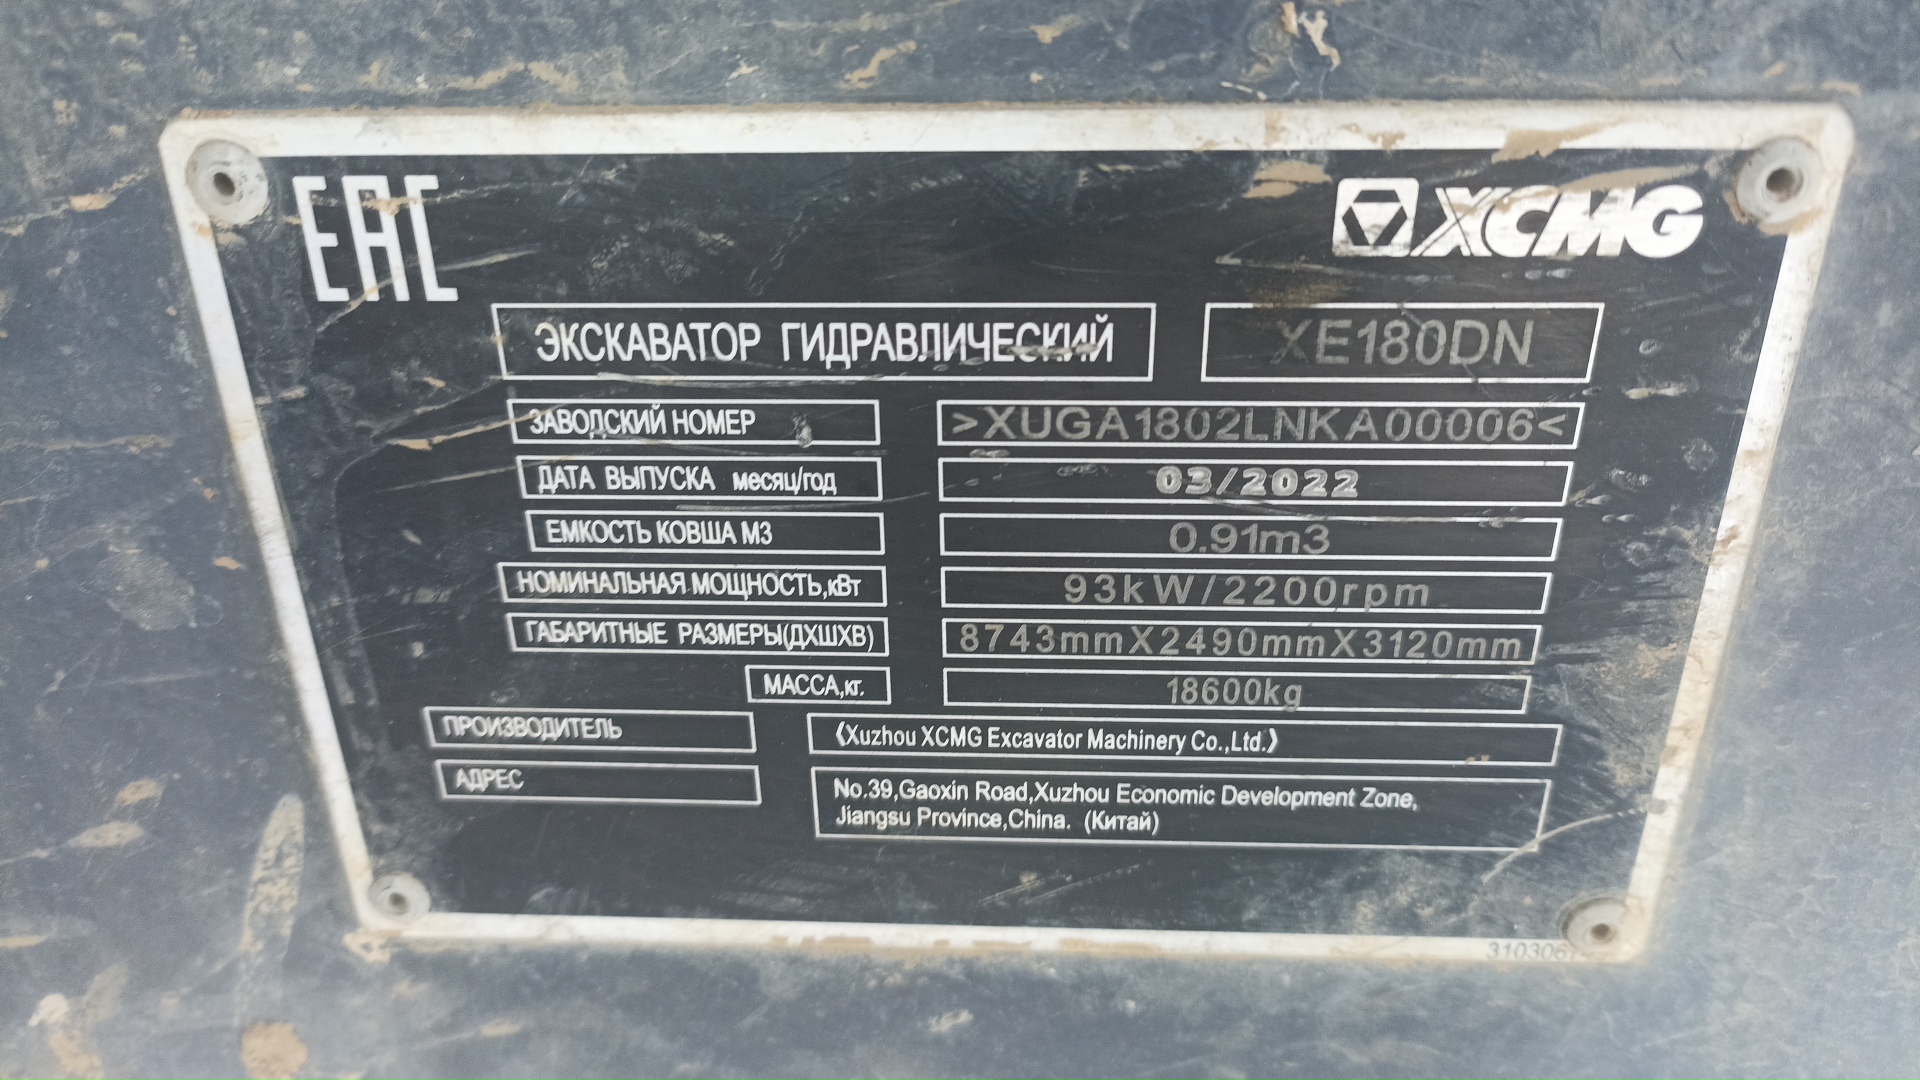 EAC
XCMG
ЭКСКАВАТОР ГИДРАВЛИЧЕСКИЙ XE180DN
ЗАВОДСКИЙ НОМЕР >XUGA1802LNKA00006<
ДАТА ВЫПУСКА месяц/год 03/2022
ЕМКОСТЬ КОВША М3 0.91m3
НОМИНАЛЬНАЯ МОЩНОСТЬ,кВт 93kW/2200rpm
ГАБАРИТНЫЕ РАЗМЕРЫ(ДХШХВ) 8743mmX2490mmX3120mm
МАССА,кг. 18600kg
ПРОИЗВОДИТЕЛЬ 《Xuzhou XCMG Excavator Machinery Co.,Ltd.》
АДРЕС No.39,Gaoxin Road,Xuzhou Economic Development Zone,
Jiangsu Province,China. (Китай)